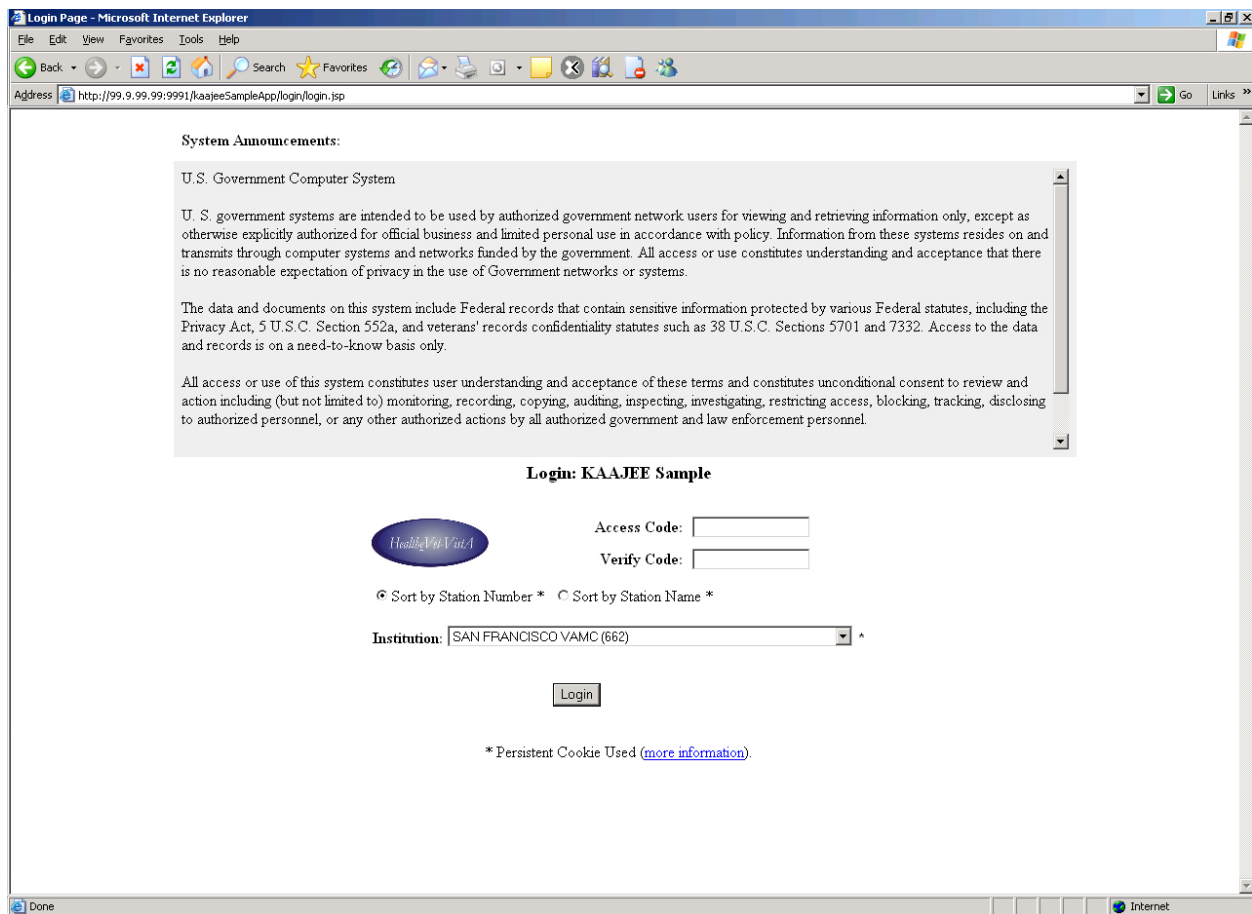 Login Page - Microsoft Internet Explorer
File Edit View Favorites Tools Help
Back Search Favorites
Address http://99.9.99.99:9991/kaajeeSampleApp/login/login.jsp Go Links »
System Announcements:
U.S. Government Computer System
U. S. government systems are intended to be used by authorized government network users for viewing and retrieving information only, except as
otherwise explicitly authorized for official business and limited personal use in accordance with policy. Information from these systems resides on and
transmits through computer systems and networks funded by the government. All access or use constitutes understanding and acceptance that there
is no reasonable expectation of privacy in the use of Government networks or systems.
The data and documents on this system include Federal records that contain sensitive information protected by various Federal statutes, including the
Privacy Act, 5 U.S.C. Section 552a, and veterans' records confidentiality statutes such as 38 U.S.C. Sections 5701 and 7332. Access to the data
and records is on a need-to-know basis only.
All access or use of this system constitutes user understanding and acceptance of these terms and constitutes unconditional consent to review and
action including (but not limited to) monitoring, recording, copying, auditing, inspecting, investigating, restricting access, blocking, tracking, disclosing
to authorized personnel, or any other authorized actions by all authorized government and law enforcement personnel.
Login: KAAJEE Sample
HealtheVet-VistA
Access Code:
Verify Code:
Sort by Station Number * Sort by Station Name *
Institution: SAN FRANCISCO VAMC (662) *
Login
* Persistent Cookie Used (more information).
Done Internet